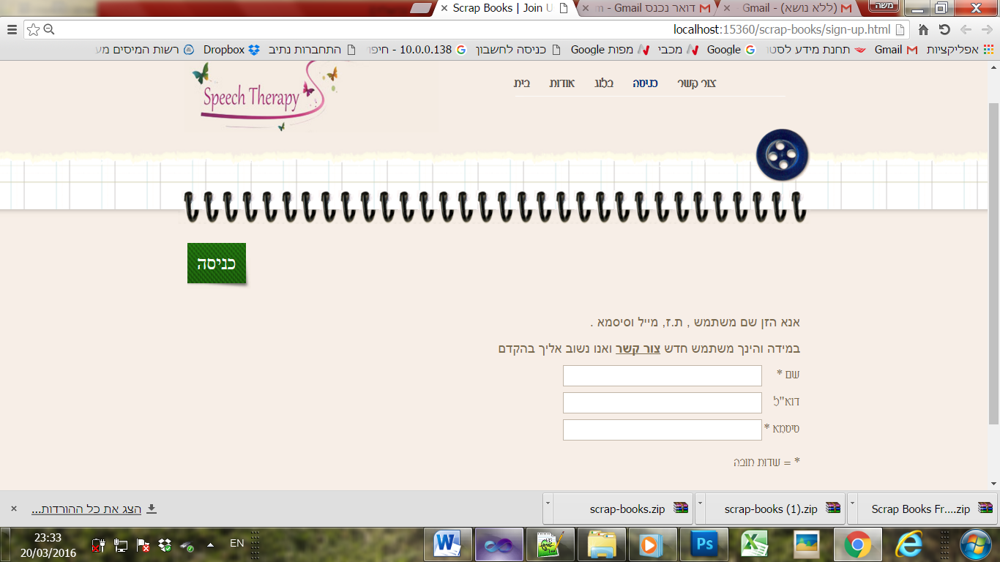 Scrap Books | Join U
דואר נכנס - Gmail
(ללא נושא) - Gmail
משה
localhost:15360/scrap-books/sign-up.html
אפליקציות
Gmail
תחנת מידע לסטו
Google
מכבי
מפות Google
כניסה לחשבון
10.0.0.138 - חיפו
התחברות נתיב
Dropbox
רשות המיסים מע
Speech Therapy
צור קשר
כניסה
בלוג
אודות
בית
כניסה
אנא הזן שם משתמש , ת.ז, מייל וסיסמא .
במידה והינך משתמש חדש צור קשר ואנו נשוב אליך בהקדם
שם *
דוא"ל
סיסמא *
* = שדות חובה
Scrap Books Fr....zip
scrap-books (1).zip
scrap-books.zip
הצג את כל ההורדות...
EN
23:33
20/03/2016